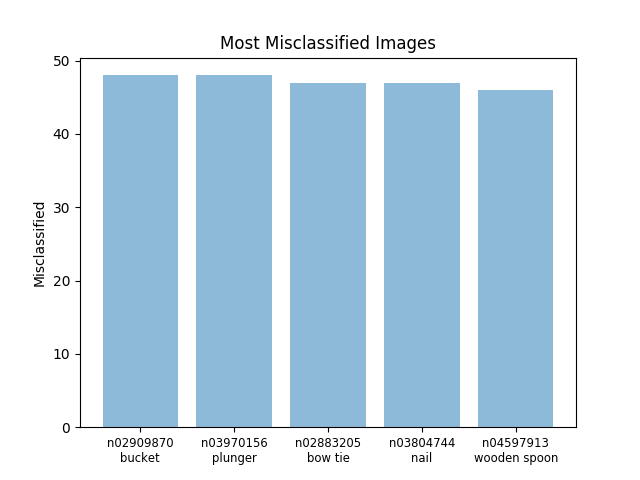 Most Misclassified Images
Misclassified
50
40
30
20
10
0
n02909870 n03970156 n02883205 n03804744 n04597913
bucket plunger bow tie nail wooden spoon